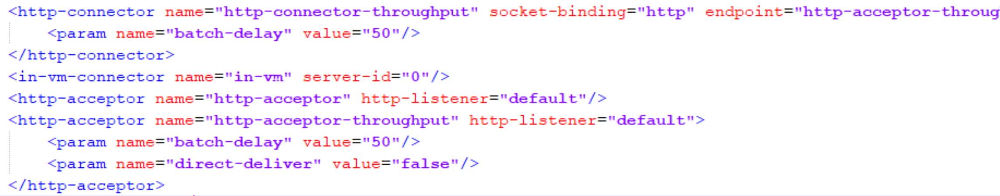 <http-connector name="http-connector-throughput" socket-binding="http" endpoint="http-acceptor-throug
<param name="batch-delay" value="50"/>
</http-connector>
<in-vm-connector name="in-vm" server-id="0"/>
<http-acceptor name="http-acceptor" http-listener="default"/>
<http-acceptor name="http-acceptor-throughput" http-listener="default">
<param name="batch-delay" value="50"/>
<param name="direct-deliver" value="false"/>
</http-acceptor>